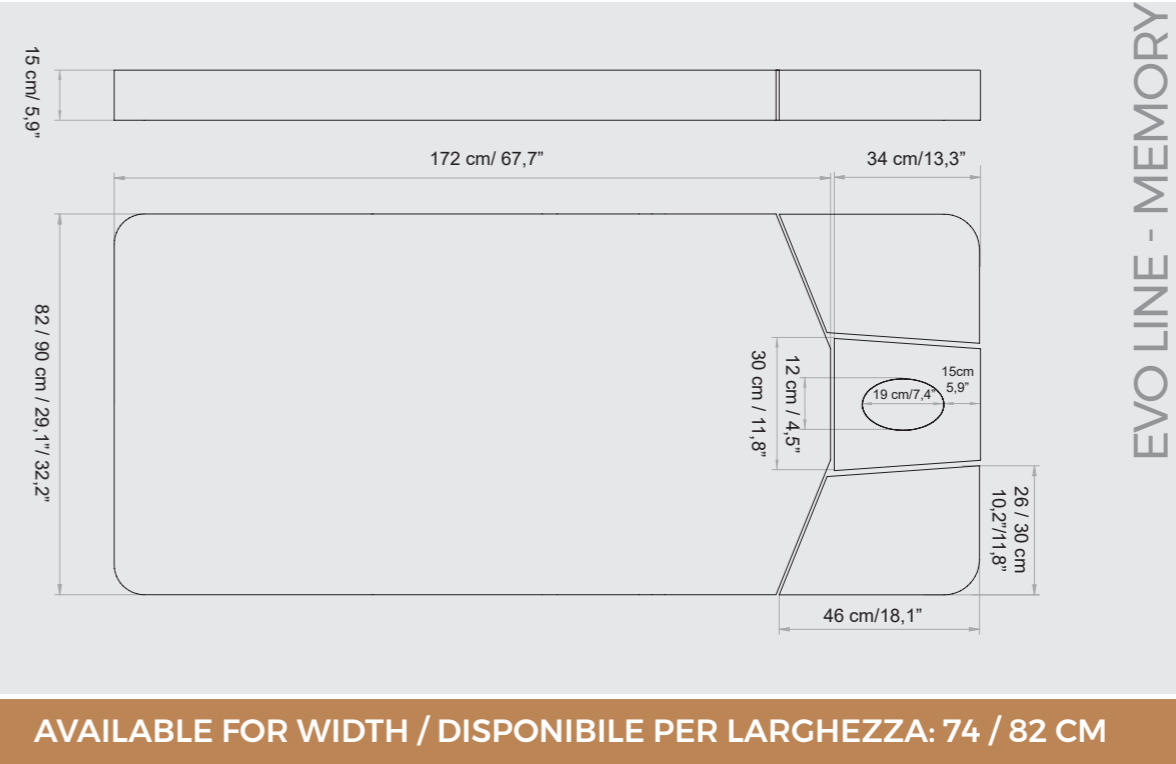 15 cm/ 5,9”
172 cm/ 67,7”
34 cm/13,3”
82 / 90 cm / 29,1”/ 32,2”
30 cm / 11,8”
12 cm / 4,5”
19 cm/7,4”
15cm
5,9”
26 / 30 cm
10,2”/11,8”
46 cm/18,1”
EVO LINE - MEMORY
AVAILABLE FOR WIDTH / DISPONIBILE PER LARGHEZZA: 74 / 82 CM